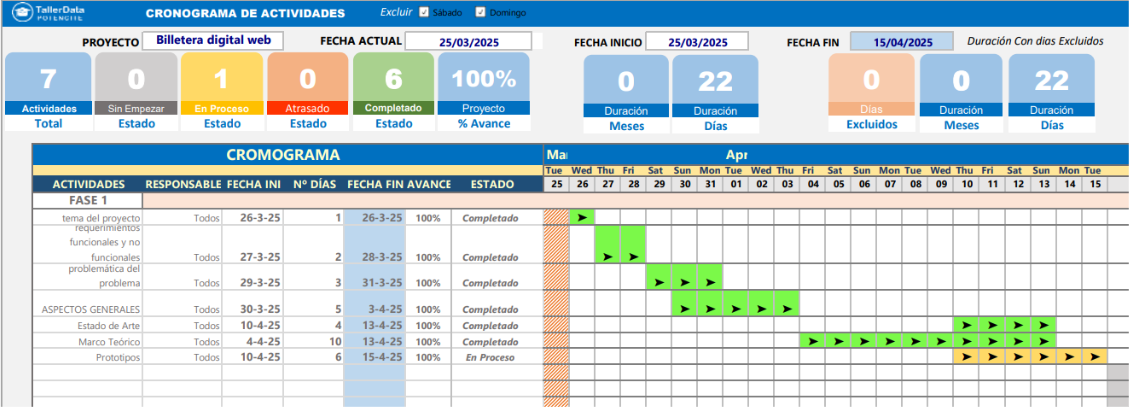 TallerData
POTENCITE
CRONOGRAMA DE ACTIVIDADES
Excluir Sábado Domingo
PROYECTO Billetera digital web
FECHA ACTUAL 25/03/2025
FECHA INICIO 25/03/2025
FECHA FIN 15/04/2025
Duración Con dias Excluidos
7 0 1 0 6 100% 0 22 0 0 22
Actividades Sin Empezar En Proceso Atrasado Completado Proyecto Duración Duración Días Duración Duración
Total Estado Estado Estado Estado % Avance Meses Días Excluidos Meses Días
CROMOGRAMA Ma Apr
Tue Wed Thu Fri Sat Sun Mon Tue Wed Thu Fri Sat Sun Mon Tue Wed Thu Fri Sat Sun Mon Tue
ACTIVIDADES RESPONSABLE FECHA INI Nº DÍAS FECHA FIN AVANCE ESTADO 25 26 27 28 29 30 31 01 02 03 04 05 06 07 08 09 10 11 12 13 14 15
FASE 1
tema del proyecto Todos 26-3-25 1 26-3-25 100% Completado
requerimientos
funcionales y no
funcionales Todos 27-3-25 2 28-3-25 100% Completado
problemática del
problema Todos 29-3-25 3 31-3-25 100% Completado
ASPECTOS GENERALES Todos 30-3-25 5 3-4-25 100% Completado
Estado de Arte Todos 10-4-25 4 13-4-25 100% Completado
Marco Teórico Todos 4-4-25 10 13-4-25 100% Completado
Prototipos Todos 10-4-25 6 15-4-25 100% En Proceso